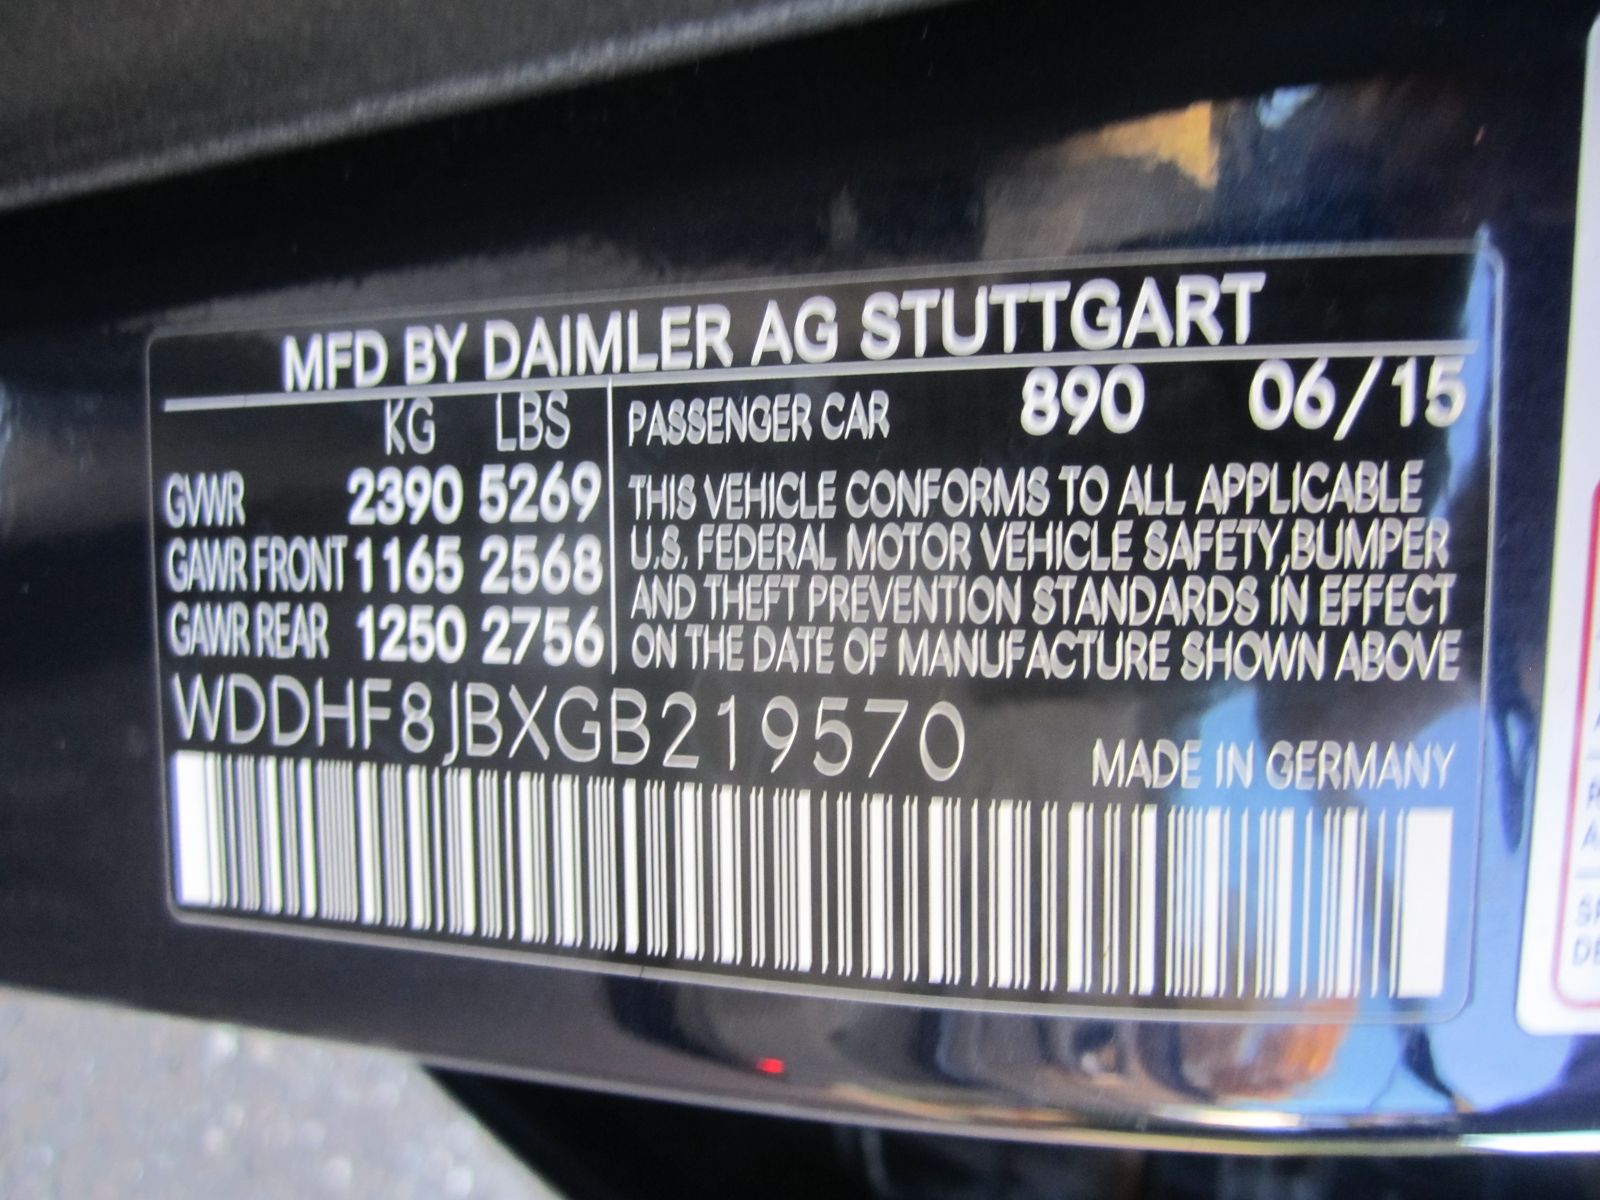 MFD BY DAIMLER AG STUTTGART
KG LBS
GVWR 2390 5269
GAWR FRONT 1165 2568
GAWR REAR 1250 2756
PASSENGER CAR 890 06/15
THIS VEHICLE CONFORMS TO ALL APPLICABLE
U.S. FEDERAL MOTOR VEHICLE SAFETY,BUMPER
AND THEFT PREVENTION STANDARDS IN EFFECT
ON THE DATE OF MANUFACTURE SHOWN ABOVE
WDDHF8JBXGB219570
MADE IN GERMANY